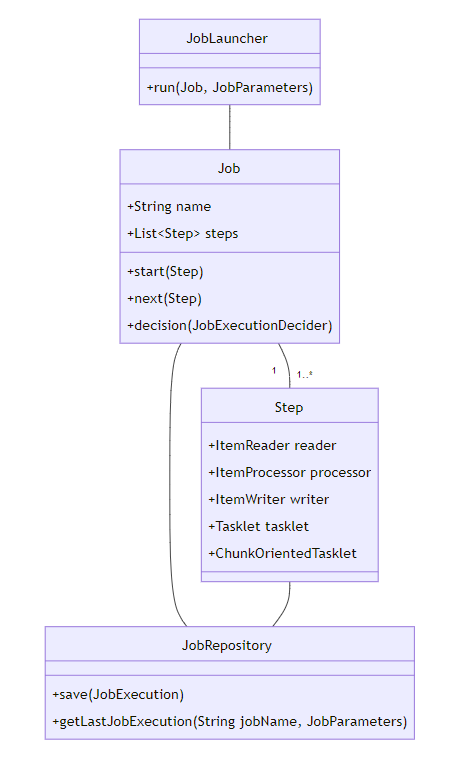 JobLauncher
+run(Job, JobParameters)
Job
+String name
+List<Step> steps
+start(Step)
+next(Step)
+decision(JobExecutionDecider)
1
1..*
Step
+ItemReader reader
+ItemProcessor processor
+ItemWriter writer
+Tasklet tasklet
+ChunkOrientedTasklet
JobRepository
+save(JobExecution)
+getLastJobExecution(String jobName, JobParameters)